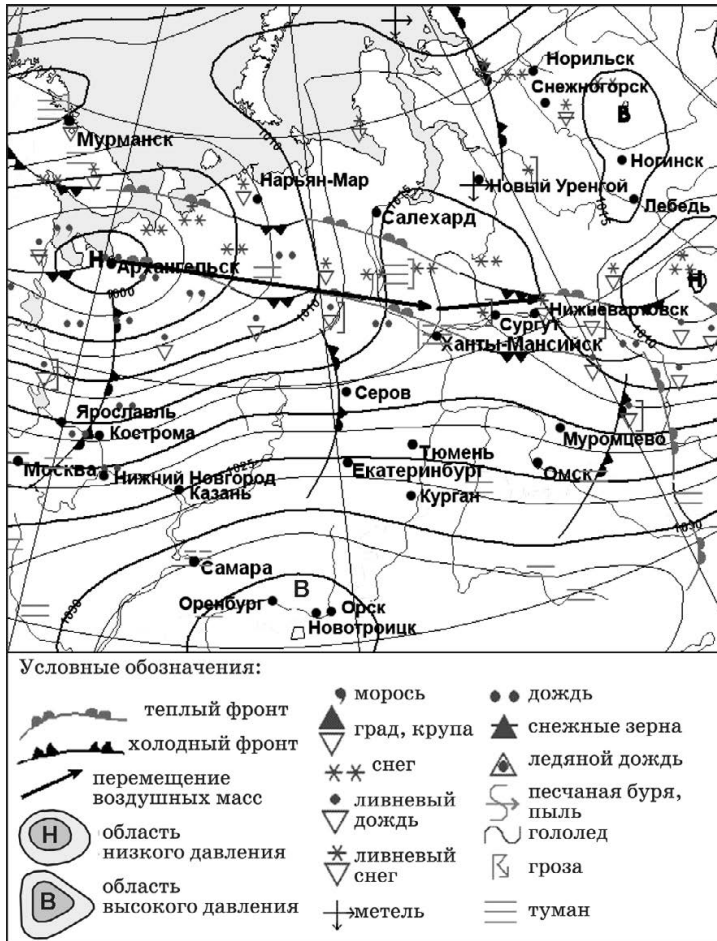 Норильск
Снежногорск
В
Мурманск
1010
Нарьян-Мар
Новый Уренгой
Ногинск
Лебедь
1015
Салехард
Н
Архангельск
1000
1010
Н
Нижневартовск
Сургут
1010
Ханты-Мансийск
Серов
Ярославль
Кострома
Муромцево
Тюмень
Москва
Екатеринбург
Омск
Нижний Новгород
1025
Казань
Курган
1030
Самара
В
Оренбург
Орск
Новотроицк
1030
Условные обозначения:
теплый фронт
холодный фронт
перемещение
воздушных масс
Н
область
низкого давления
В
область
высокого давления
морось
град, крупа
снег
ливневый
дождь
ливневый
снег
метель
дождь
снежные зерна
ледяной дождь
песчаная буря,
пыль
гололед
гроза
туман